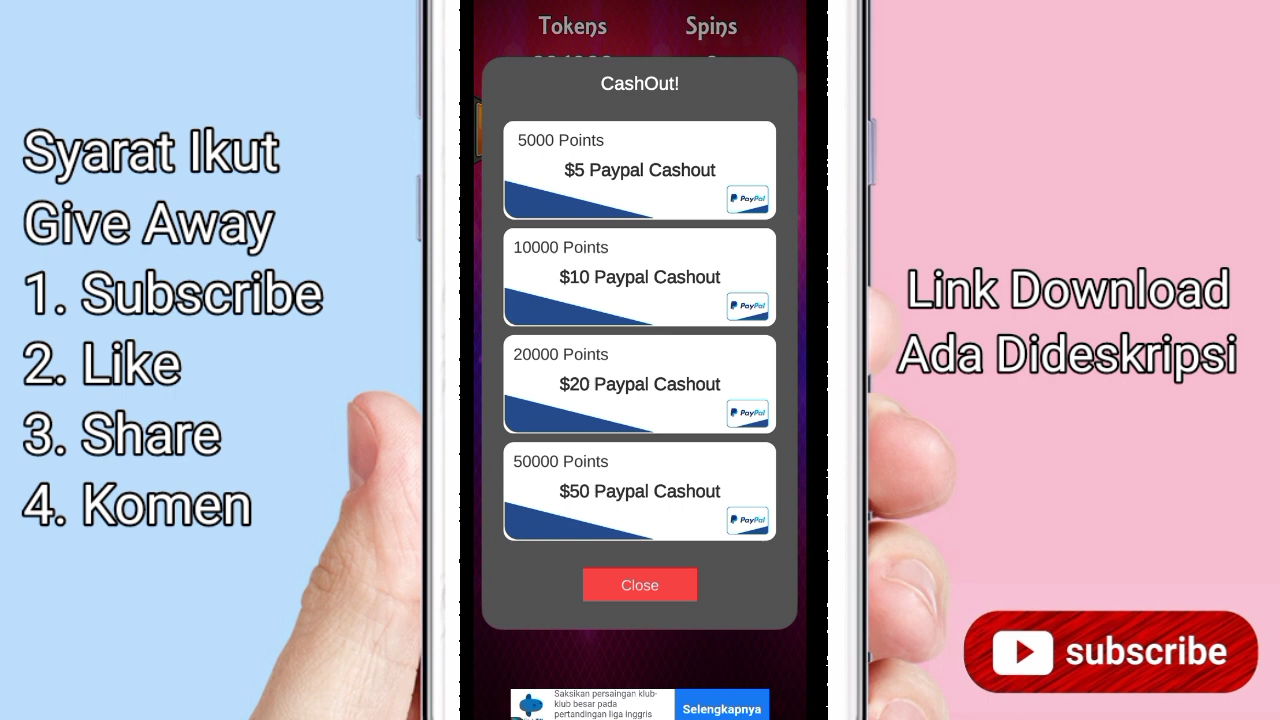 Syarat Ikut
Give Away
1. Subscribe
2. Like
3. Share
4. Komen
Tokens
Spins
CashOut!
5000 Points
$5 Paypal Cashout
PayPal
10000 Points
$10 Paypal Cashout
PayPal
20000 Points
$20 Paypal Cashout
PayPal
50000 Points
$50 Paypal Cashout
PayPal
Close
Saksikan persaingan klub-
klub besar pada
pertandingan liga Inggris
Selengkapnya
Link Download
Ada Dideskripsi
subscribe